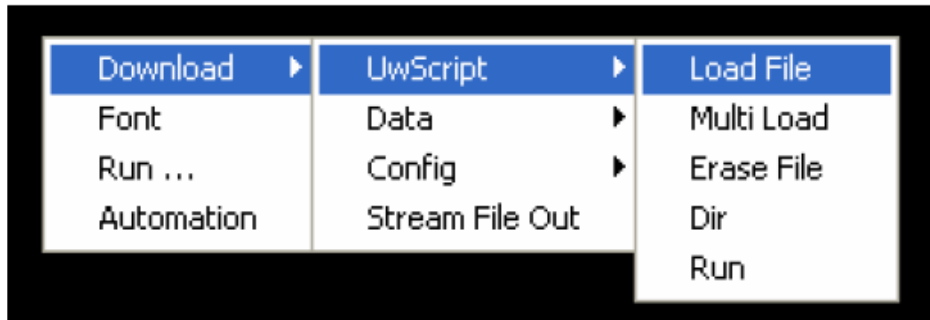 Download
Font
Run ...
Automation
UwScript
Data
Config
Stream File Out
Load File
Multi Load
Erase File
Dir
Run